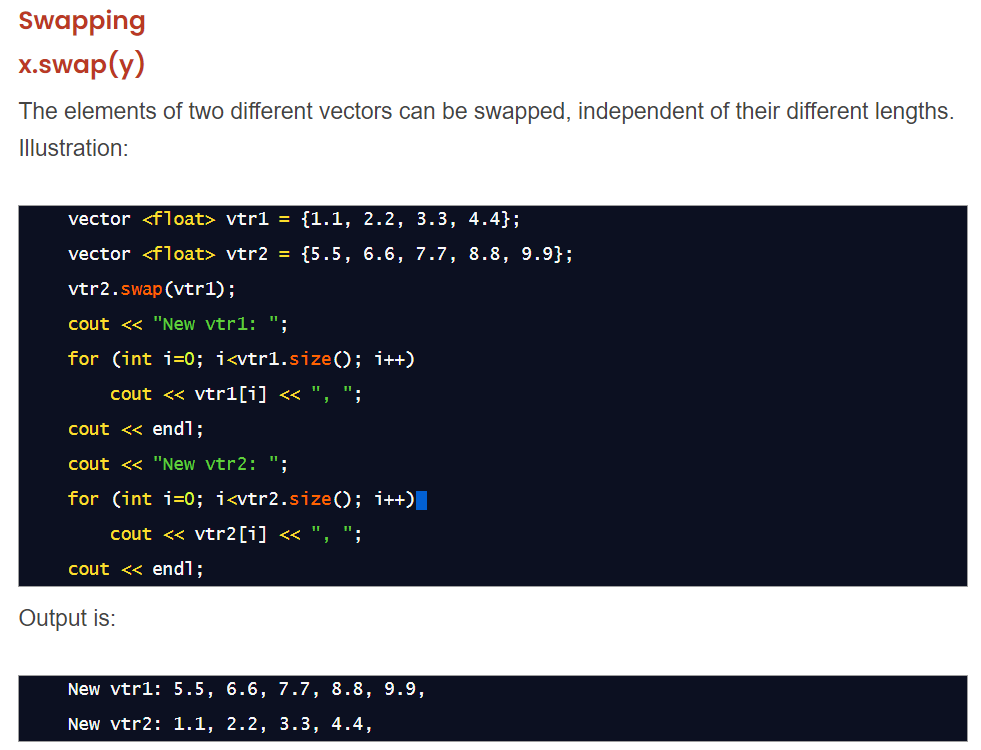 Swapping
x.swap(y)
The elements of two different vectors can be swapped, independent of their different lengths.
Illustration:
vector <float> vtr1 = {1.1, 2.2, 3.3, 4.4};
vector <float> vtr2 = {5.5, 6.6, 7.7, 8.8, 9.9};
vtr2.swap(vtr1);
cout << "New vtr1: ";
for (int i=0; i<vtr1.size(); i++)
cout << vtr1[i] << ", ";
cout << endl;
cout << "New vtr2: ";
for (int i=0; i<vtr2.size(); i++)
cout << vtr2[i] << ", ";
cout << endl;
Output is:
New vtr1: 5.5, 6.6, 7.7, 8.8, 9.9,
New vtr2: 1.1, 2.2, 3.3, 4.4,